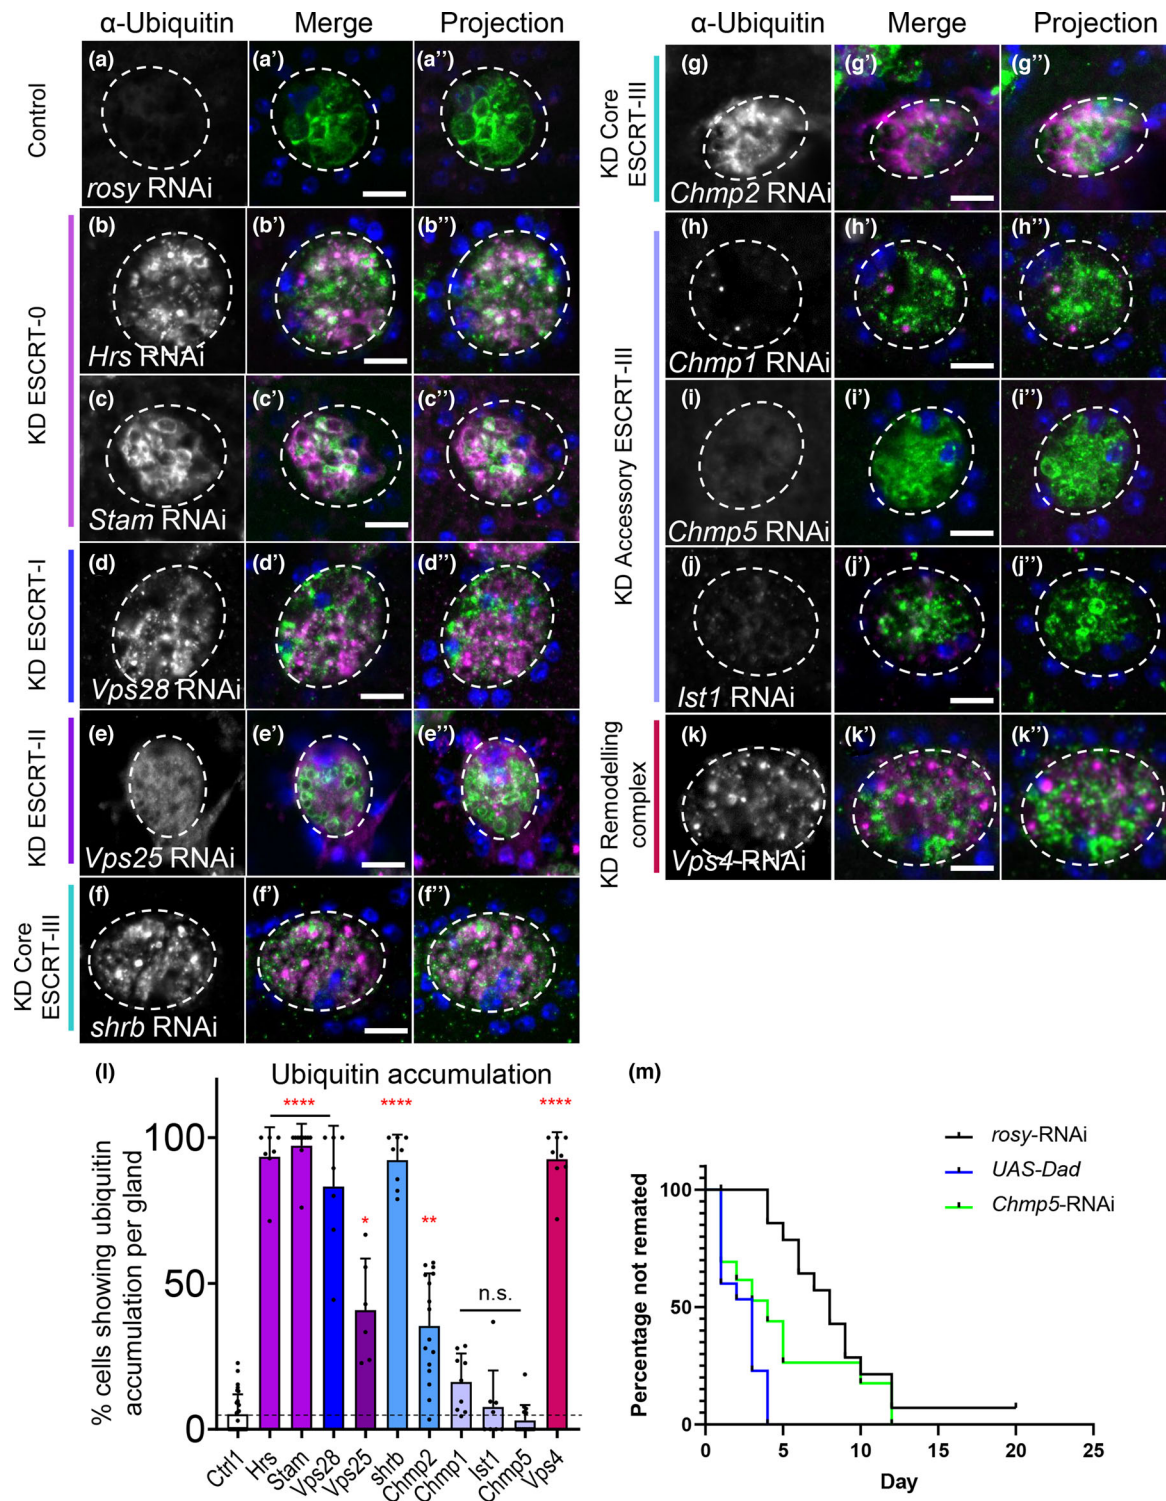 α-Ubiquitin Merge Projection
Control
(a) (a') (a'')
rosy RNAi
KD ESCRT-0
(b) (b') (b'')
Hrs RNAi
(c) (c') (c'')
Stam RNAi
KD ESCRT-I
(d) (d') (d'')
Vps28 RNAi
KD ESCRT-II
(e) (e') (e'')
Vps25 RNAi
KD Core
ESCRT-III
(f) (f') (f'')
shrb RNAi
α-Ubiquitin Merge Projection
KD Core
ESCRT-III
(g) (g') (g'')
Chmp2 RNAi
KD Accessory ESCRT-III
(h) (h') (h'')
Chmp1 RNAi
(i) (i') (i'')
Chmp5 RNAi
(j) (j') (j'')
Ist1 RNAi
KD Remodelling
complex
(k) (k') (k'')
Vps4-RNAi
(l) Ubiquitin accumulation
% cells showing ubiquitin
accumulation per gland
100
50
0
**** **** ****
* **
n.s.
Ctrl1 Hrs Stam Vps28 Vps25 shrb Chmp2 Chmp1 Ist1 Chmp5 Vps4
(m)
rosy-RNAi
UAS-Dad
Chmp5-RNAi
Percentage not remated
100
50
0
0 5 10 15 20 25
Day